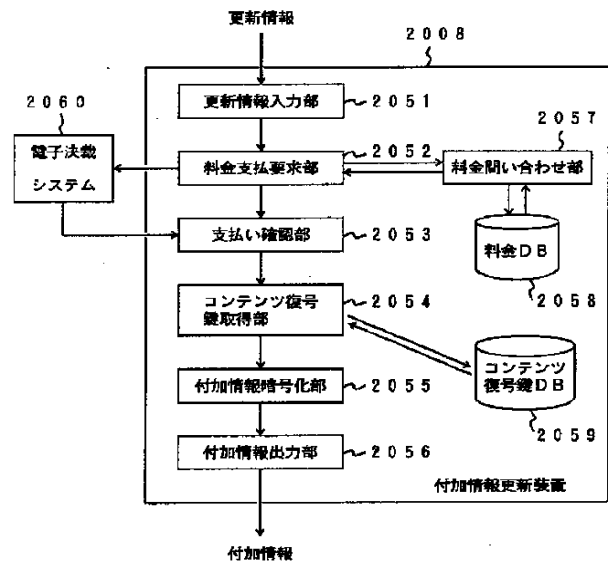 更新情報
2008
更新情報入力部
2051
2060
電子決裁
システム
料金支払要求部
2052
2057
料金問い合わせ部
支払い確認部
2053
料金DB
2058
コンテンツ復号
鍵取得部
2054
コンテンツ
復号鍵DB
2059
付加情報暗号化部
2055
付加情報出力部
2056
付加情報更新装置
付加情報